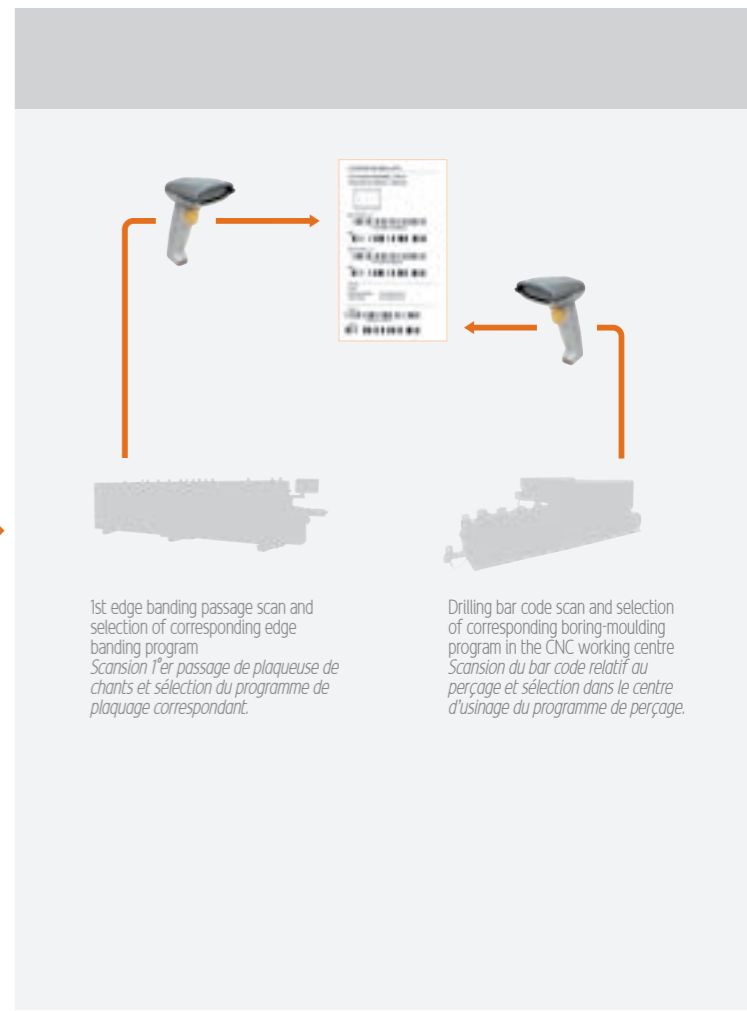 1st edge banding passage scan and
selection of corresponding edge
banding program
Scansion 1°er passage de plaqueuse de
chants et sélection du programme de
plaquage correspondant.
Drilling bar code scan and selection
of corresponding boring-moulding
program in the CNC working centre
Scansion du bar code relatif au
perçage et sélection dans le centre
d'usinage du programme de perçage.